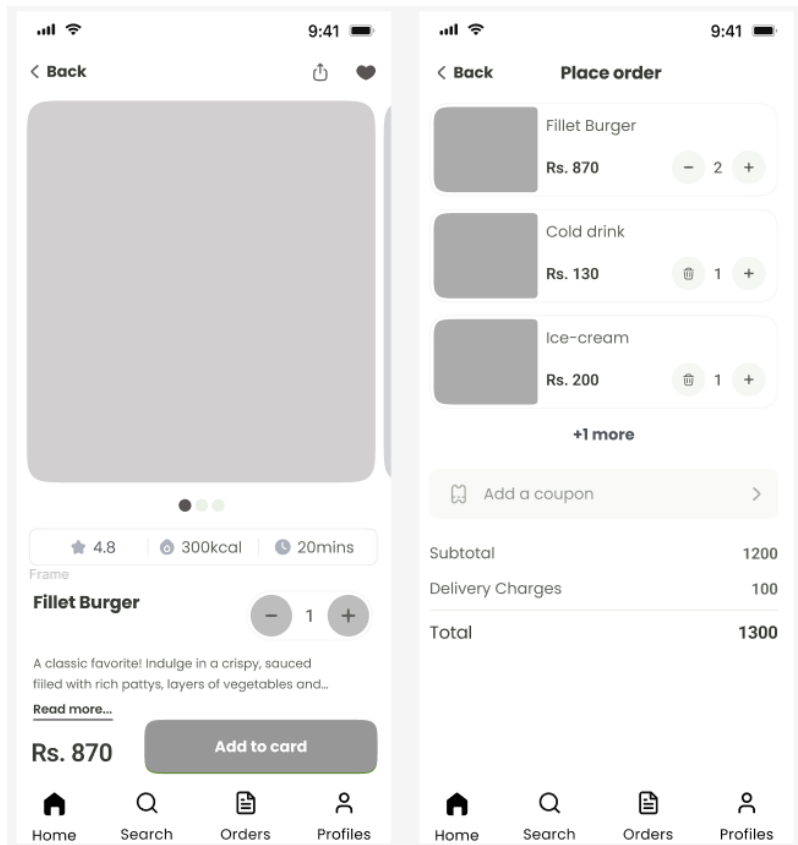 9:41
Back
4.8 300kcal 20mins
Frame
Fillet Burger
1
A classic favorite! Indulge in a crispy, sauced
fiiled with rich pattys, layers of vegetables and...
Read more...
Rs. 870 Add to card
Home Search Orders Profiles
9:41
Back Place order
Fillet Burger
Rs. 870 - 2 +
Cold drink
Rs. 130 1 +
Ice-cream
Rs. 200 1 +
+1 more
Add a coupon
Subtotal 1200
Delivery Charges 100
Total 1300
Home Search Orders Profiles